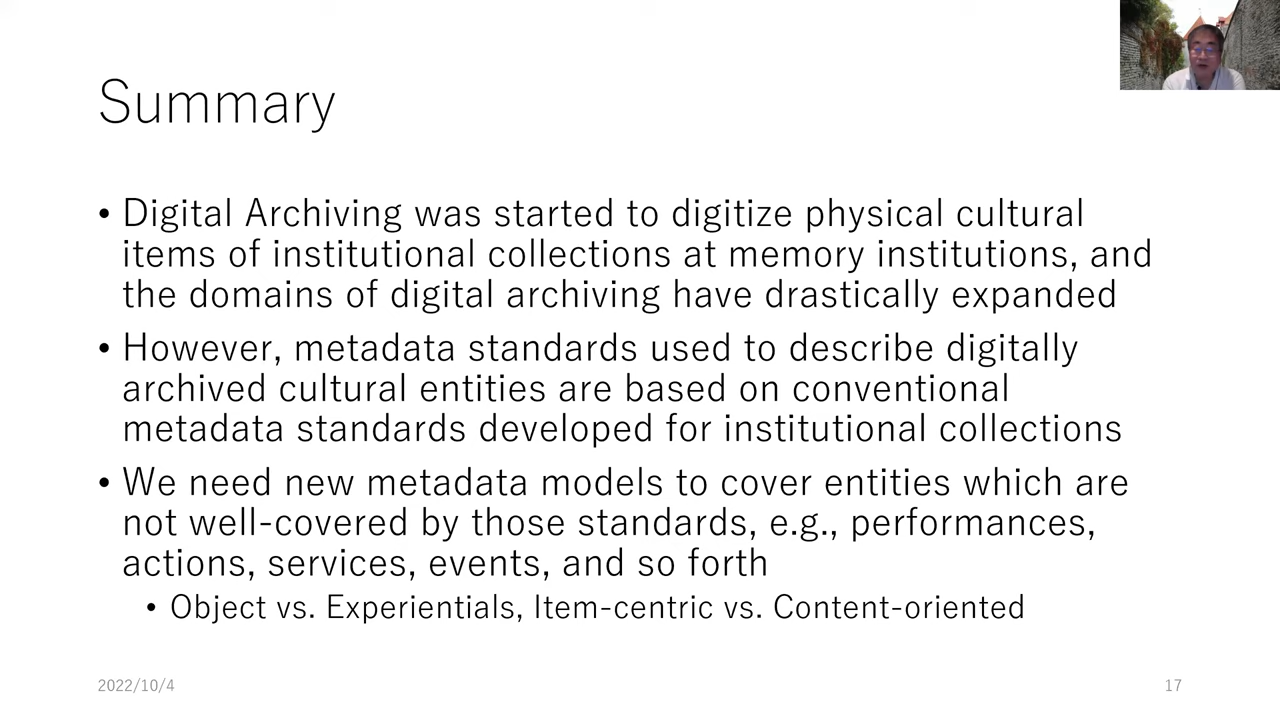 Summary
• Digital Archiving was started to digitize physical cultural
items of institutional collections at memory institutions, and
the domains of digital archiving have drastically expanded
• However, metadata standards used to describe digitally
archived cultural entities are based on conventional
metadata standards developed for institutional collections
• We need new metadata models to cover entities which are
not well-covered by those standards, e.g., performances,
actions, services, events, and so forth
• Object vs. Experientials, Item-centric vs. Content-oriented
2022/10/4
17